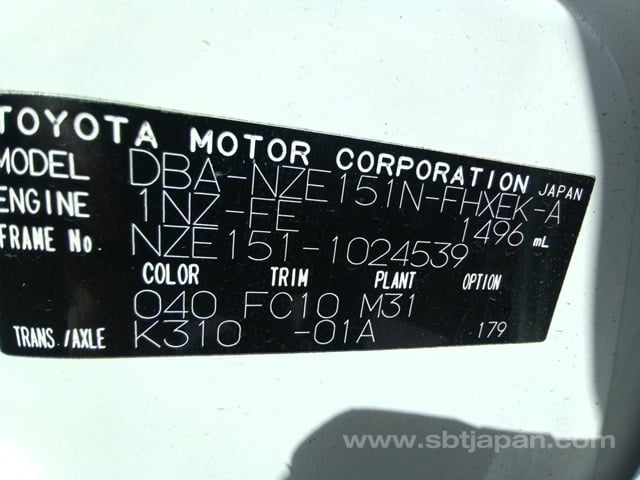 TOYOTA MOTOR CORPORATION JAPAN
MODEL DBA-NZE151N-FHXEK-A
ENGINE 1NZ-FE 1496 mL
FRAME No. NZE151-1024539
COLOR TRIM PLANT OPTION
040 FC10 M31 -
TRANS./AXLE K310 -01A 179
www.sbtjapan.com